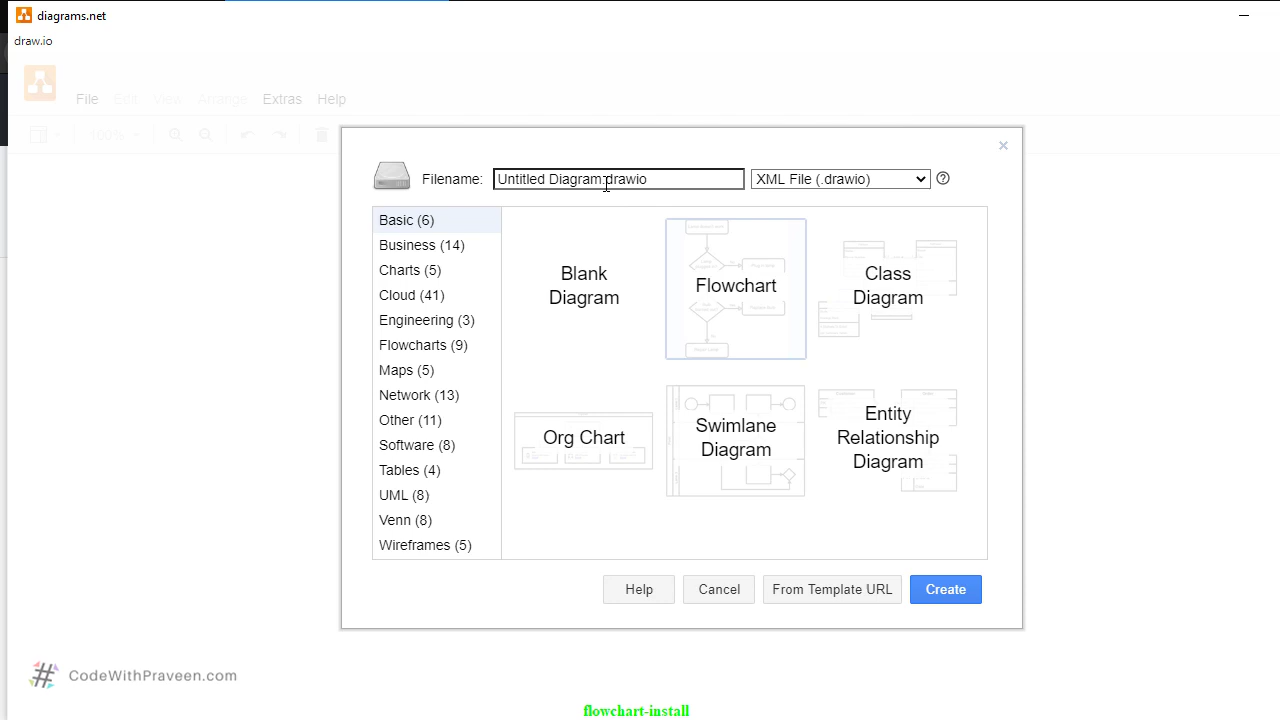 diagrams.net
draw.io
File Edit View Arrange Extras Help
100%
Filename: Untitled Diagram.drawio XML File (.drawio)
Basic (6)
Business (14)
Charts (5)
Cloud (41)
Engineering (3)
Flowcharts (9)
Maps (5)
Network (13)
Other (11)
Software (8)
Tables (4)
UML (8)
Venn (8)
Wireframes (5)
Blank
Diagram
Flowchart
Class
Diagram
Org Chart
Swimlane
Diagram
Entity
Relationship
Diagram
Help Cancel From Template URL Create
# CodeWithPraveen.com
flowchart-install